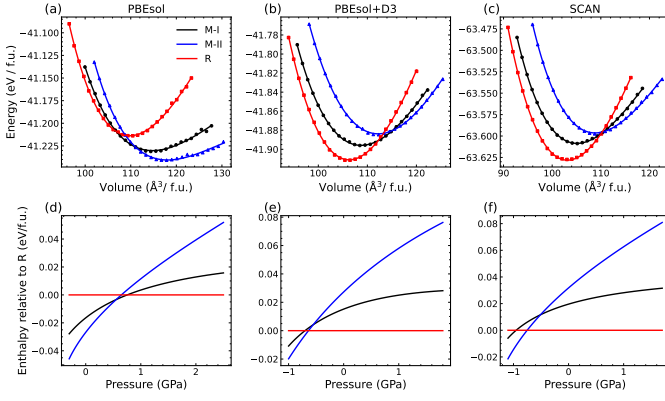 (a) PBEsol
(b) PBEsol+D3
(c) SCAN
M-I
M-II
R
Energy (eV / f.u.)
−41.100
−41.125
−41.150
−41.175
−41.200
−41.225
100 110 120 130
Volume (Å³/ f.u.)
−41.78
−41.80
−41.82
−41.84
−41.86
−41.88
−41.90
100 110 120
Volume (Å³/ f.u.)
−63.475
−63.500
−63.525
−63.550
−63.575
−63.600
−63.625
90 100 110 120
Volume (Å³/ f.u.)
(d)
(e)
(f)
Enthalpy relative to R (eV/f.u.)
0.04
0.02
0.00
−0.02
−0.04
0 1 2
Pressure (GPa)
0.08
0.06
0.04
0.02
0.00
−0.02
−1 0 1
Pressure (GPa)
0.08
0.06
0.04
0.02
0.00
−0.02
−1 0 1
Pressure (GPa)